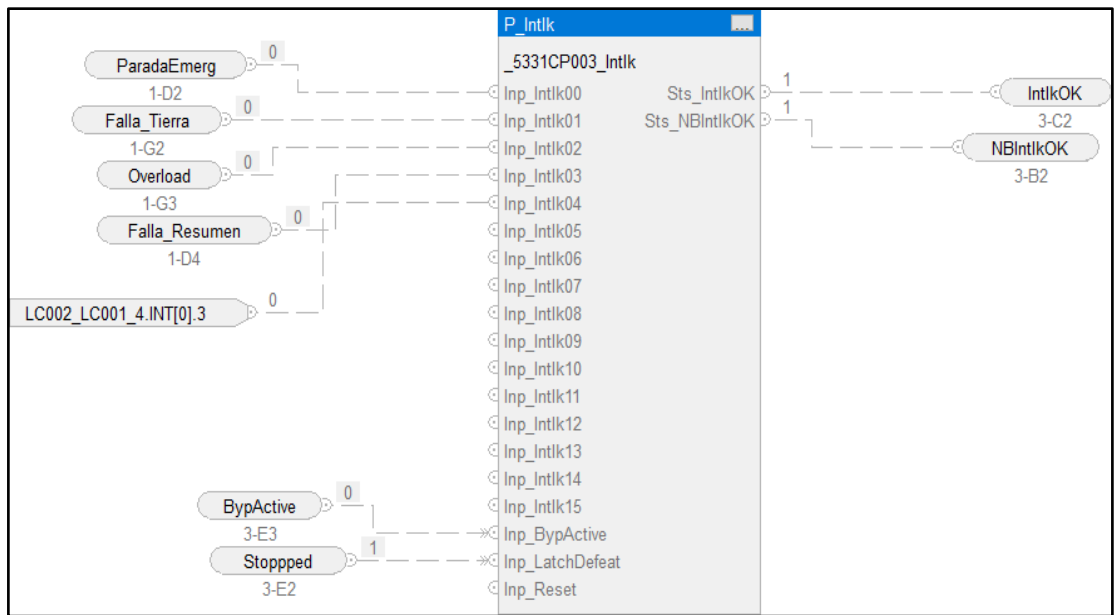 P_Intlk
...
_5331CP003_Intlk
ParadaEmerg 0
1-D2
Falla_Tierra 0
1-G2
Overload 0
1-G3
Falla_Resumen 0
1-D4
LC002_LC001_4.INT[0].3 0
BypActive 0
3-E3
Stoppped 1
3-E2
Inp_Intlk00
Inp_Intlk01
Inp_Intlk02
Inp_Intlk03
Inp_Intlk04
Inp_Intlk05
Inp_Intlk06
Inp_Intlk07
Inp_Intlk08
Inp_Intlk09
Inp_Intlk10
Inp_Intlk11
Inp_Intlk12
Inp_Intlk13
Inp_Intlk14
Inp_Intlk15
Inp_BypActive
Inp_LatchDefeat
Inp_Reset
Sts_IntlkOK 1
Sts_NBIntlkOK 1
IntlkOK
3-C2
NBIntlkOK
3-B2